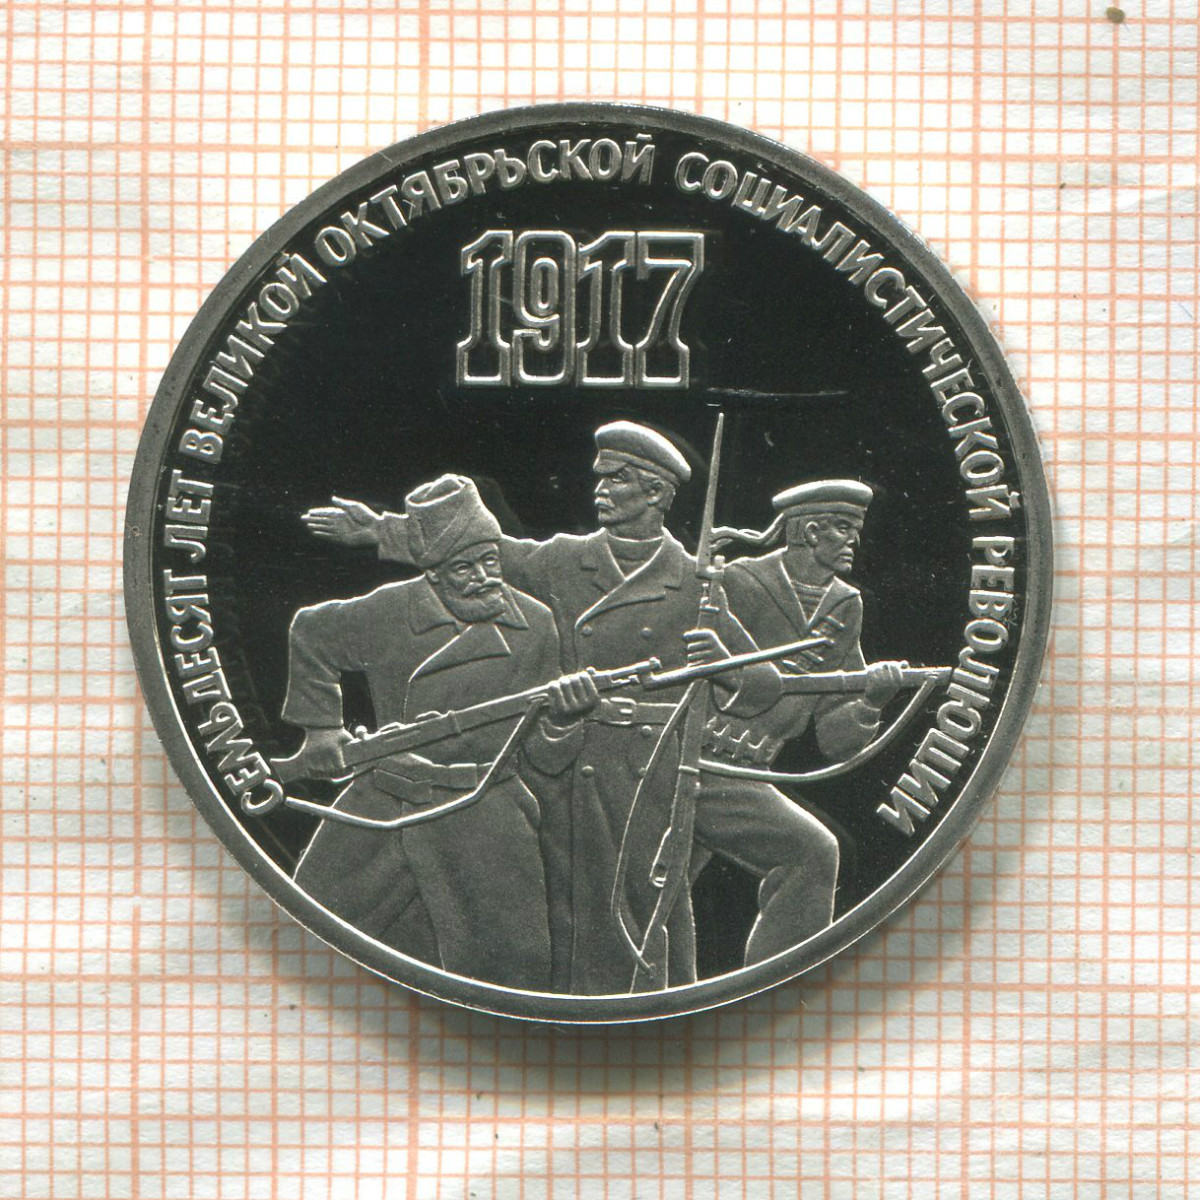 СЕМЬДЕСЯТ ЛЕТ ВЕЛИКОЙ ОКТЯБРЬСКОЙ СОЦИАЛИСТИЧЕСКОЙ РЕВОЛЮЦИИ
1917